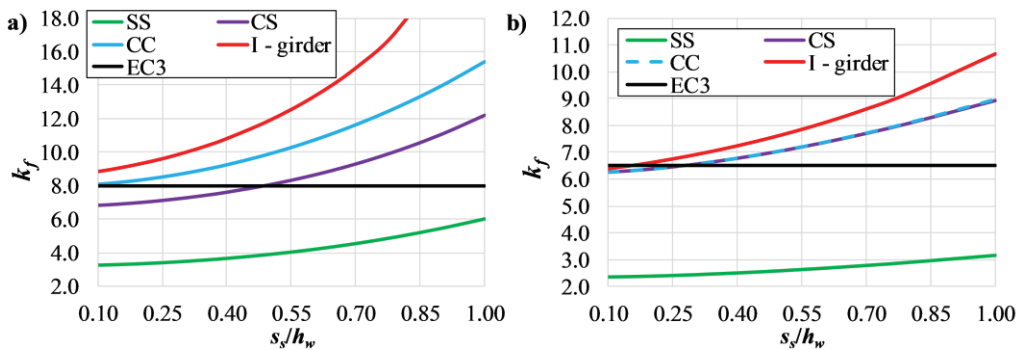 a)
SS
CS
CC
I - girder
EC3
18.0
16.0
14.0
12.0
10.0
8.0
6.0
4.0
2.0
k_f
0.10
0.25
0.40
0.55
0.70
0.85
1.00
s_s/h_w
b)
SS
CS
CC
I - girder
EC3
12.0
11.0
10.0
9.0
8.0
7.0
6.0
5.0
4.0
3.0
2.0
k_f
0.10
0.25
0.40
0.55
0.70
0.85
1.00
s_s/h_w